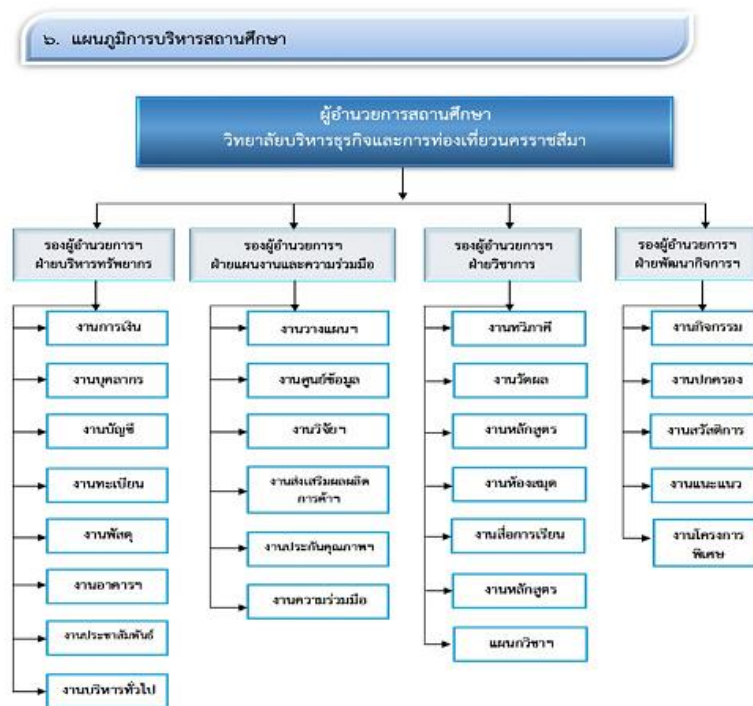 ๖. แผนภูมิการบริหารสถานศึกษา
ผู้อำนวยการสถานศึกษา
วิทยาลัยบริหารธุรกิจและการท่องเที่ยวนครราชสีมา
รองผู้อำนวยการฯ
ฝ่ายบริหารทรัพยากร
งานการเงิน
งานบุคลากร
งานบัญชี
งานทะเบียน
งานพัสดุ
งานอาคารฯ
งานประชาสัมพันธ์
งานบริหารทั่วไป
รองผู้อำนวยการฯ
ฝ่ายแผนงานและความร่วมมือ
งานวางแผนฯ
งานศูนย์ข้อมูล
งานวิจัยฯ
งานส่งเสริมผลผลิต
การค้าฯ
งานประกันคุณภาพฯ
งานความร่วมมือ
รองผู้อำนวยการฯ
ฝ่ายวิชาการ
งานทวิภาคี
งานวัดผล
งานหลักสูตร
งานห้องสมุด
งานสื่อการเรียน
งานหลักสูตร
แผนกวิชาฯ
รองผู้อำนวยการฯ
ฝ่ายพัฒนากิจการฯ
งานกิจกรรม
งานปกครอง
งานสวัสดิการ
งานแนะแนว
งานโครงการ
พิเศษ